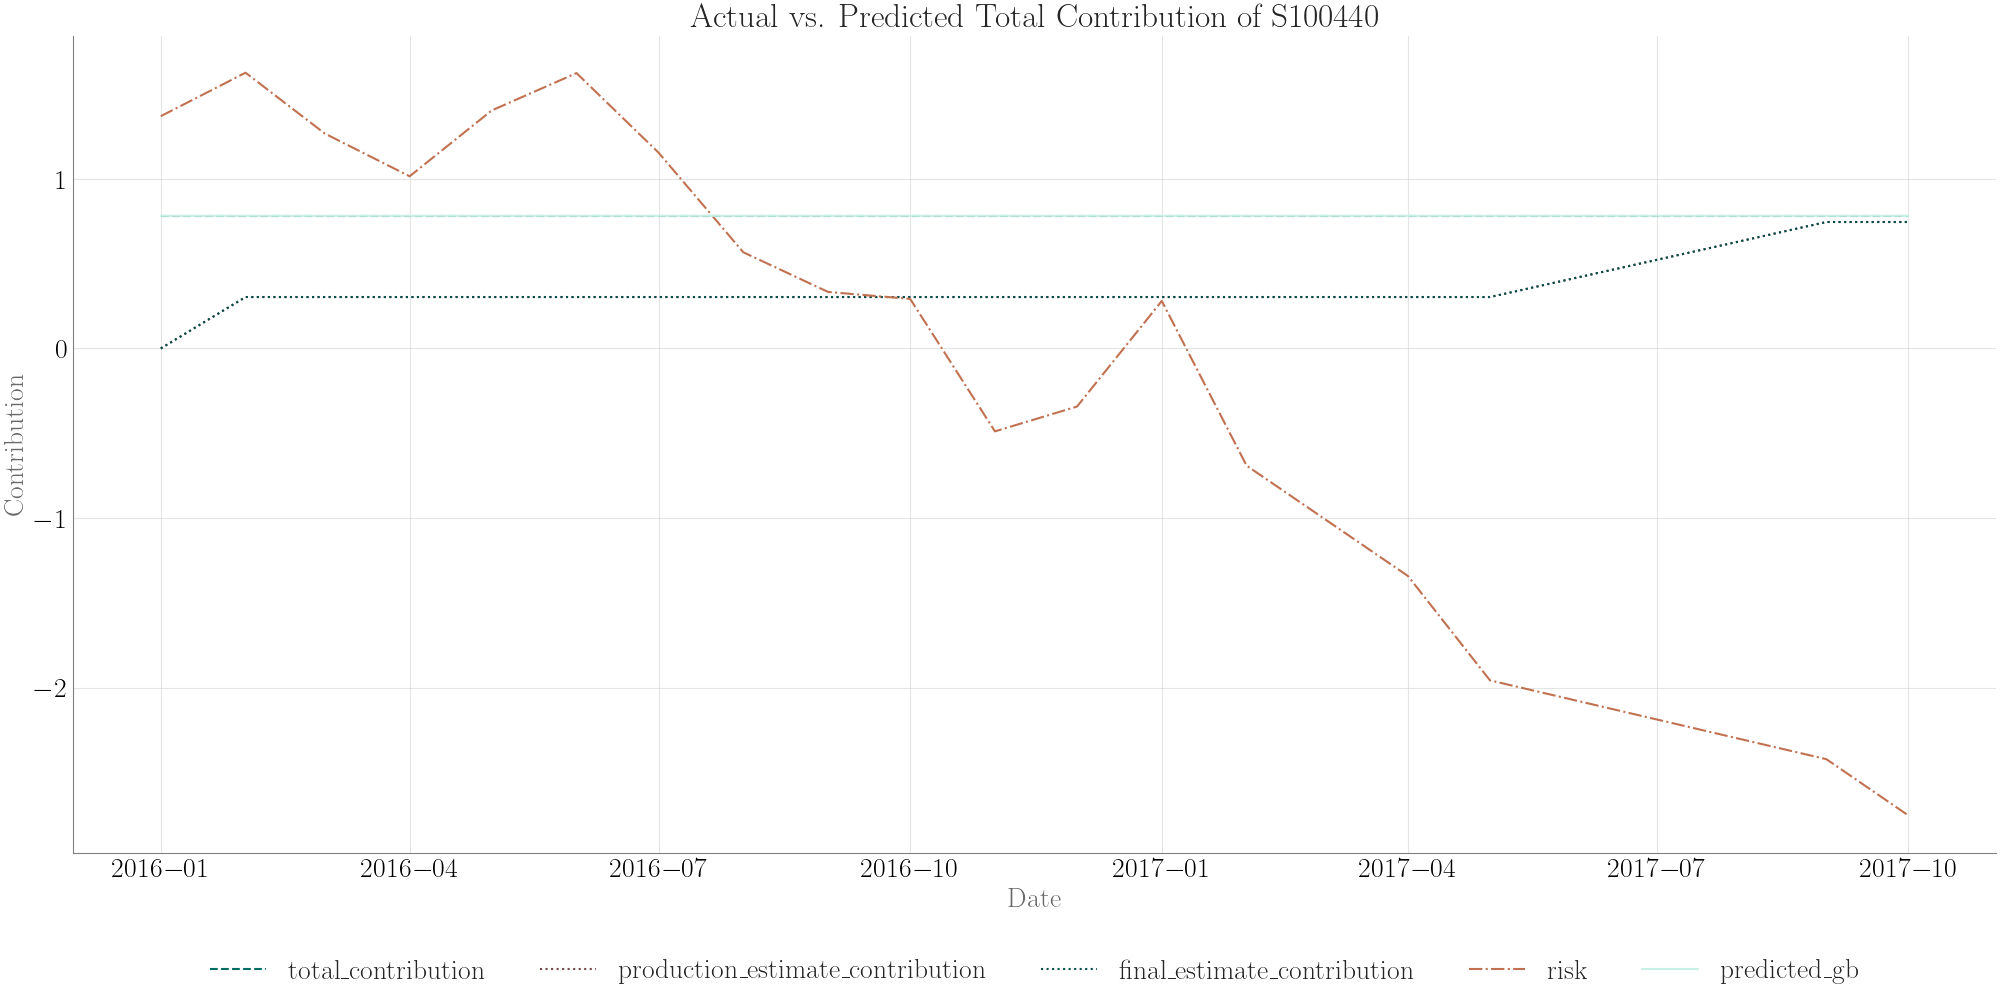 Actual vs. Predicted Total Contribution of S100440
Contribution
1
0
−1
−2
2016−01 2016−04 2016−07 2016−10 2017−01 2017−04 2017−07 2017−10
Date
total_contribution production_estimate_contribution final_estimate_contribution risk predicted_gb